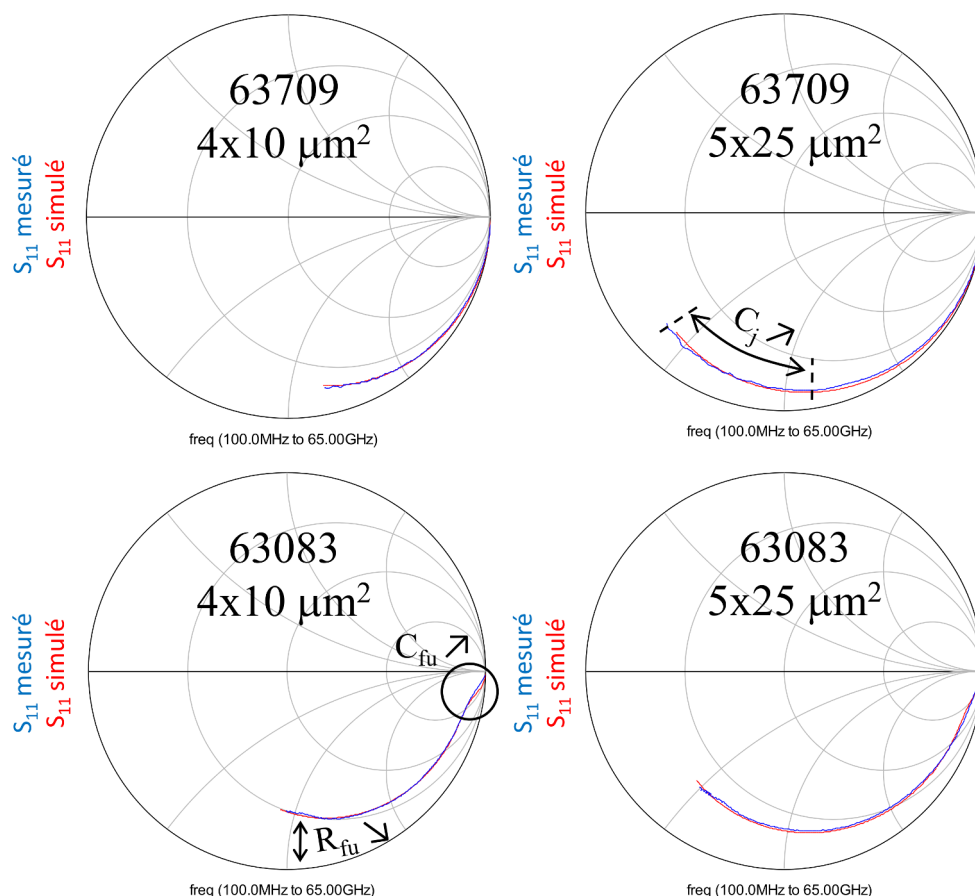 63709
4x10 μm²
S₁₁ mesuré
S₁₁ simulé
freq (100.0MHz to 65.00GHz)
63709
5x25 μm²
S₁₁ mesuré
S₁₁ simulé
Cⱼ
freq (100.0MHz to 65.00GHz)
63083
4x10 μm²
S₁₁ mesuré
S₁₁ simulé
C_fu
R_fu
freq (100.0MHz to 65.00GHz)
63083
5x25 μm²
S₁₁ mesuré
S₁₁ simulé
freq (100.0MHz to 65.00GHz)